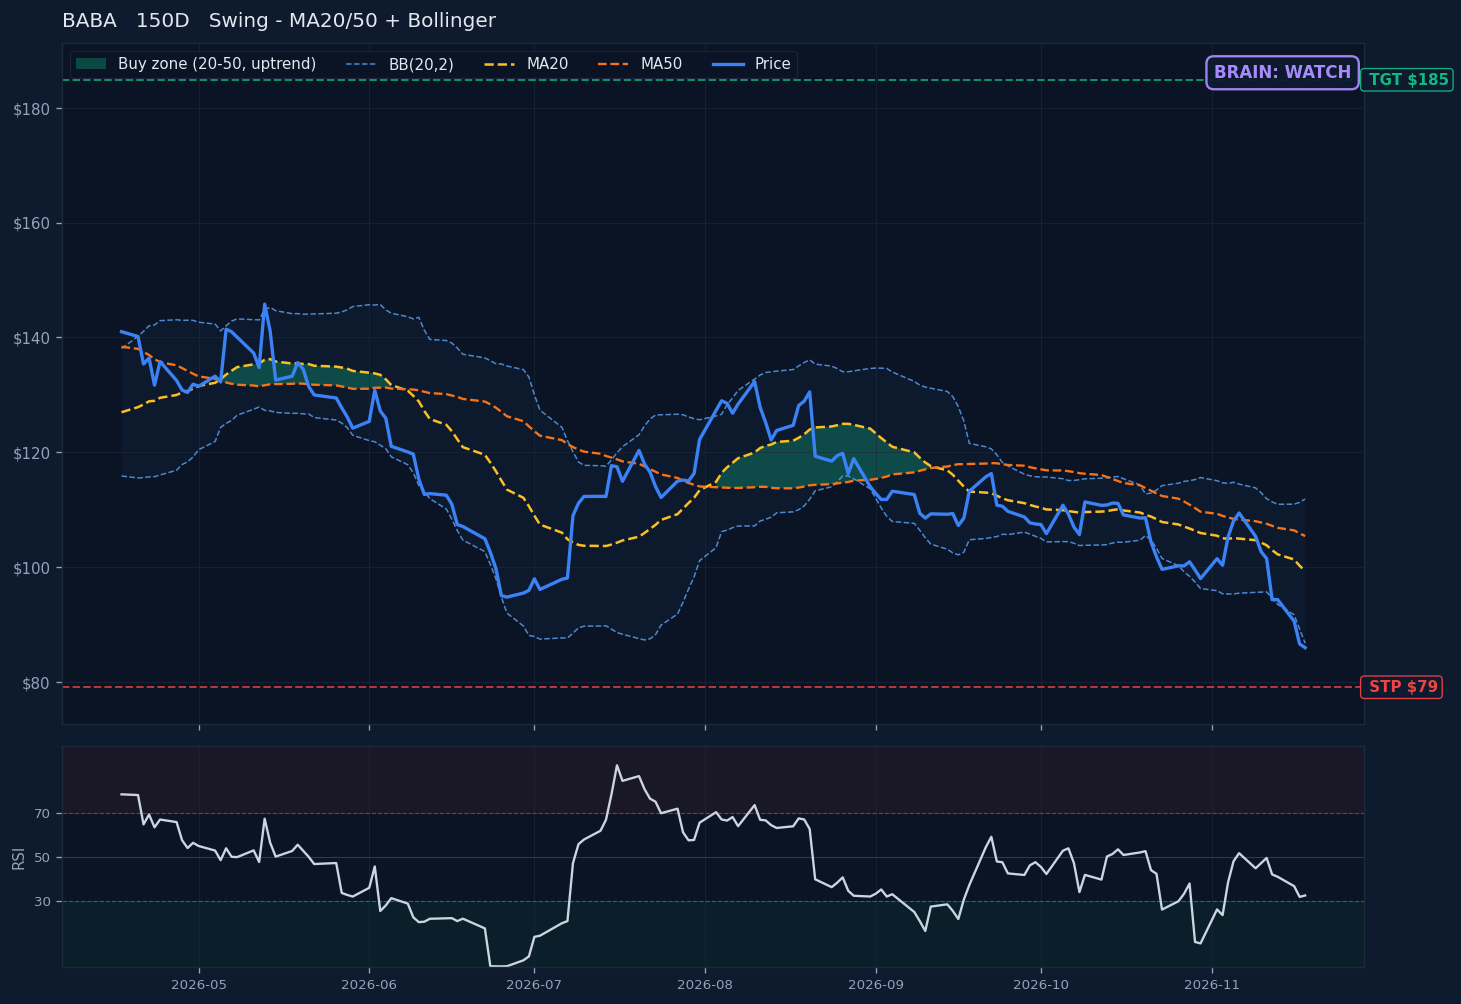 BABA   150D   Swing - MA20/50 + Bollinger
Buy zone (20-50, uptrend)   BB(20,2)   MA20   MA50   Price
BRAIN: WATCH
TGT $185
$180
$160
$140
$120
$100
$80
STP $79
70
50
30
RSI
2026-05   2026-06   2026-07   2026-08   2026-09   2026-10   2026-11